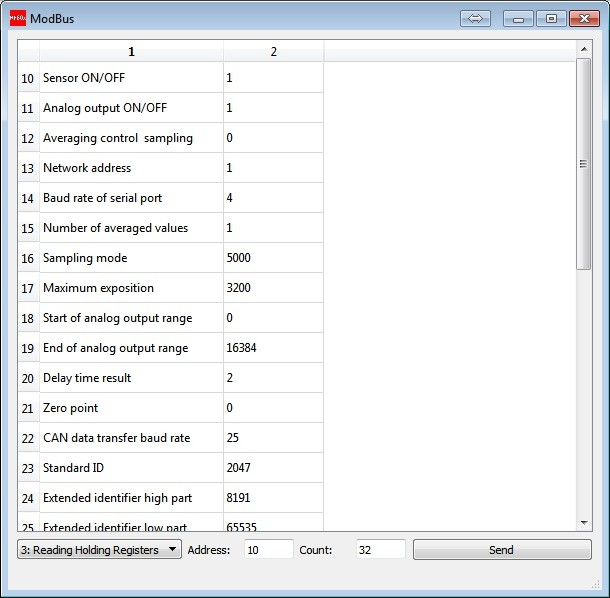 ModBus
1 2
10 Sensor ON/OFF 1
11 Analog output ON/OFF 1
12 Averaging control sampling 0
13 Network address 1
14 Baud rate of serial port 4
15 Number of averaged values 1
16 Sampling mode 5000
17 Maximum exposition 3200
18 Start of analog output range 0
19 End of analog output range 16384
20 Delay time result 2
21 Zero point 0
22 CAN data transfer baud rate 25
23 Standard ID 2047
24 Extended identifier high part 8191
25 Extended identifier low part 65535
3: Reading Holding Registers Address: 10 Count: 32 Send